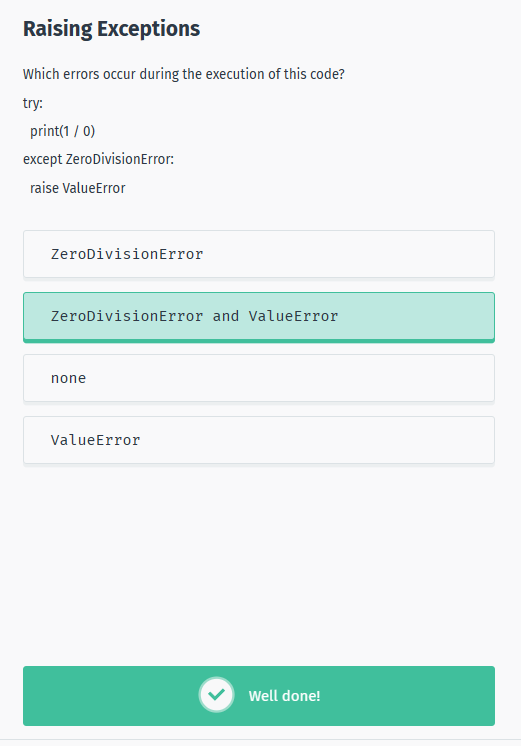 Raising Exceptions
Which errors occur during the execution of this code?
try:
print(1 / 0)
except ZeroDivisionError:
raise ValueError
ZeroDivisionError
ZeroDivisionError and ValueError
none
ValueError
Well done!